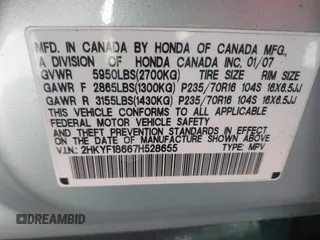 MFD. IN CANADA BY HONDA OF CANADA MFG.,
A DIVISION OF HONDA CANADA INC. 01/07
GVWR 5950LBS(2700KG) TIRE SIZE RIM SIZE
GAWR F 2865LBS(1300KG) P235/70R16 104S 16X6.5JJ
GAWR R 3155LBS(1430KG) P235/70R16 104S 16X6.5JJ
THIS VEHICLE CONFORMS TO ALL APPLICABLE
FEDERAL MOTOR VEHICLE SAFETY STANDARDS
IN EFFECT ON THE DATE OF MANUFACTURE SHOWN ABOVE.
V.I.N.: 2HKYF18667H528655 TYPE: MPV
DREAMBID